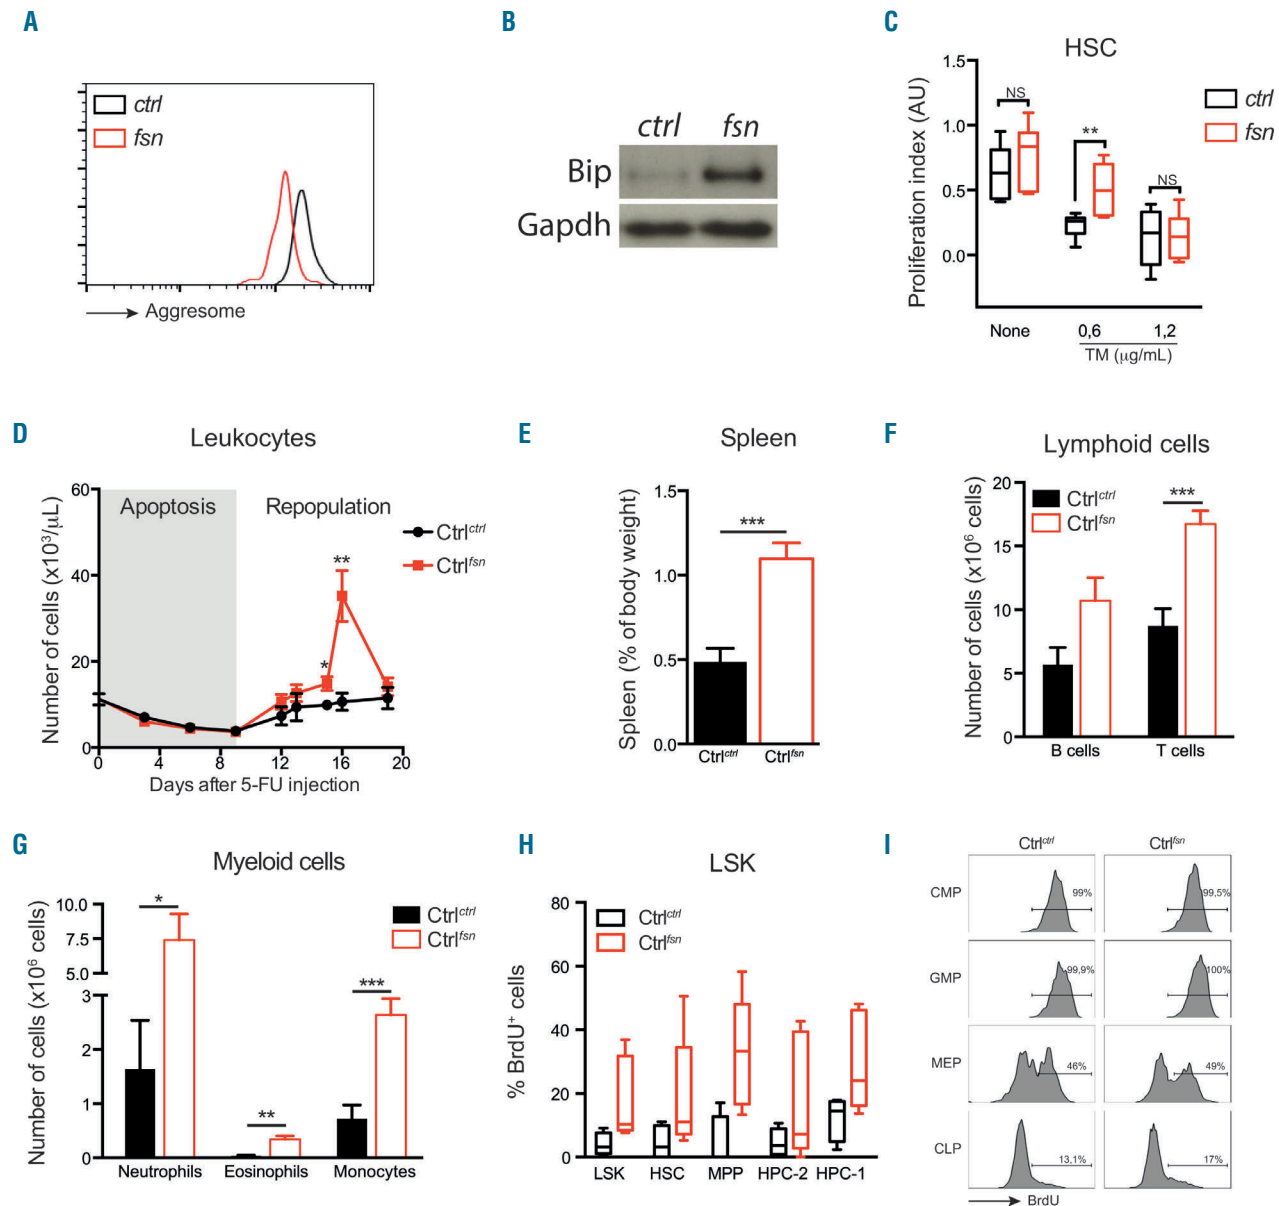 A
ctrl
fsn
Aggresome
B
ctrl fsn
Bip
Gapdh
C
HSC
Proliferation index (AU)
1.5
1.0
0.5
0.0
NS
**
NS
ctrl
fsn
None 0,6 1,2
TM (μg/mL)
D
Leukocytes
Number of cells (x10³/μL)
60
40
20
0
Apoptosis Repopulation
*
**
Ctrlctrl
Ctrlfsn
0 4 8 12 16 20
Days after 5-FU injection
E
Spleen
Spleen (% of body weight)
1.5
1.0
0.5
0.0
***
Ctrlctrl Ctrlfsn
F
Lymphoid cells
Number of cells (x10⁶ cells)
20
15
10
5
0
Ctrlctrl
Ctrlfsn
***
B cells T cells
G
Myeloid cells
Number of cells (x10⁶ cells)
10.0
7.5
5.0
3
2
1
0
*
**
***
Ctrlctrl
Ctrlfsn
Neutrophils Eosinophils Monocytes
H
LSK
% BrdU⁺ cells
80
60
40
20
0
Ctrlctrl
Ctrlfsn
LSK HSC MPP HPC-2 HPC-1
I
Ctrlctrl Ctrlfsn
CMP 99% 99,5%
GMP 99,9% 100%
MEP 46% 49%
CLP 13,1% 17%
BrdU